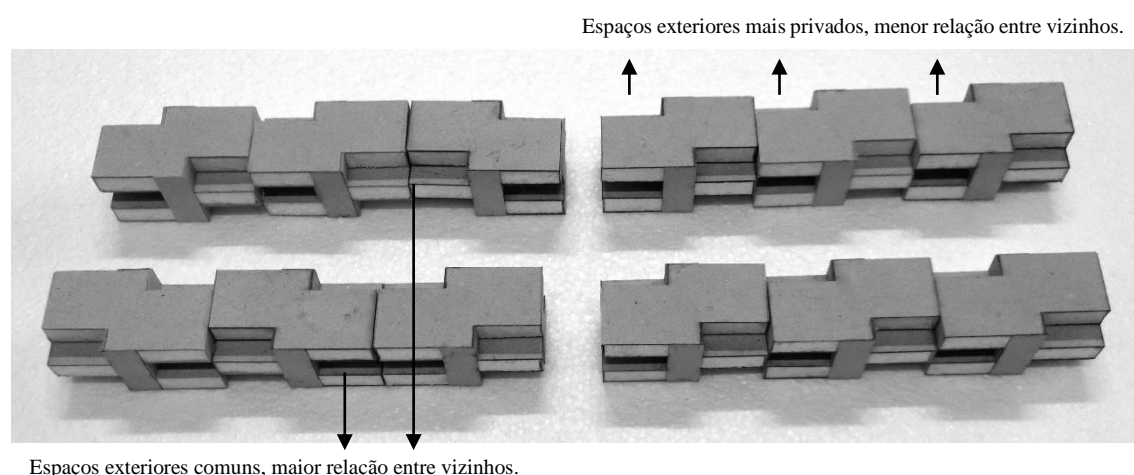 Espaços exteriores mais privados, menor relação entre vizinhos.
Espaços exteriores comuns, maior relação entre vizinhos.